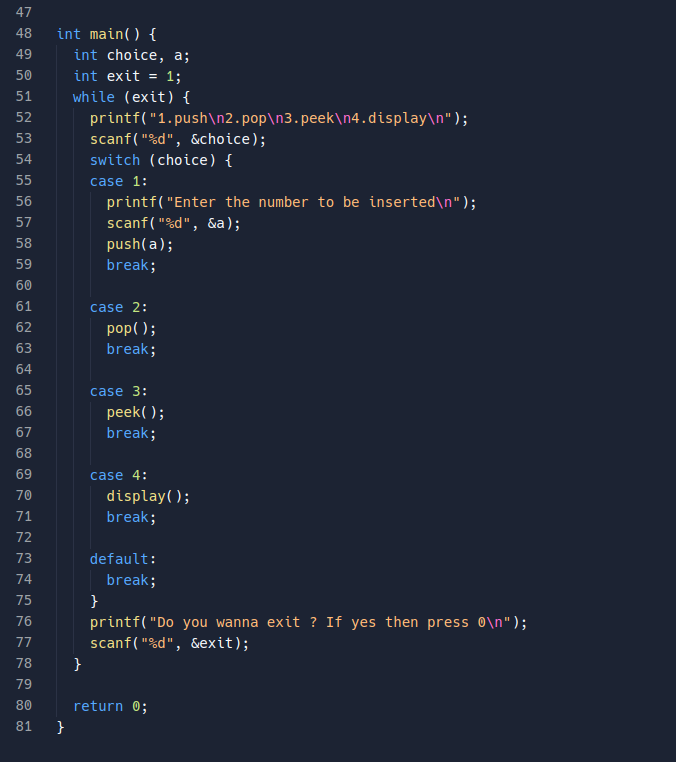 47
48 int main() {
49   int choice, a;
50   int exit = 1;
51   while (exit) {
52     printf("1.push\n2.pop\n3.peek\n4.display\n");
53     scanf("%d", &choice);
54     switch (choice) {
55     case 1:
56       printf("Enter the number to be inserted\n");
57       scanf("%d", &a);
58       push(a);
59       break;
60
61     case 2:
62       pop();
63       break;
64
65     case 3:
66       peek();
67       break;
68
69     case 4:
70       display();
71       break;
72
73     default:
74       break;
75     }
76     printf("Do you wanna exit ? If yes then press 0\n");
77     scanf("%d", &exit);
78   }
79
80   return 0;
81 }